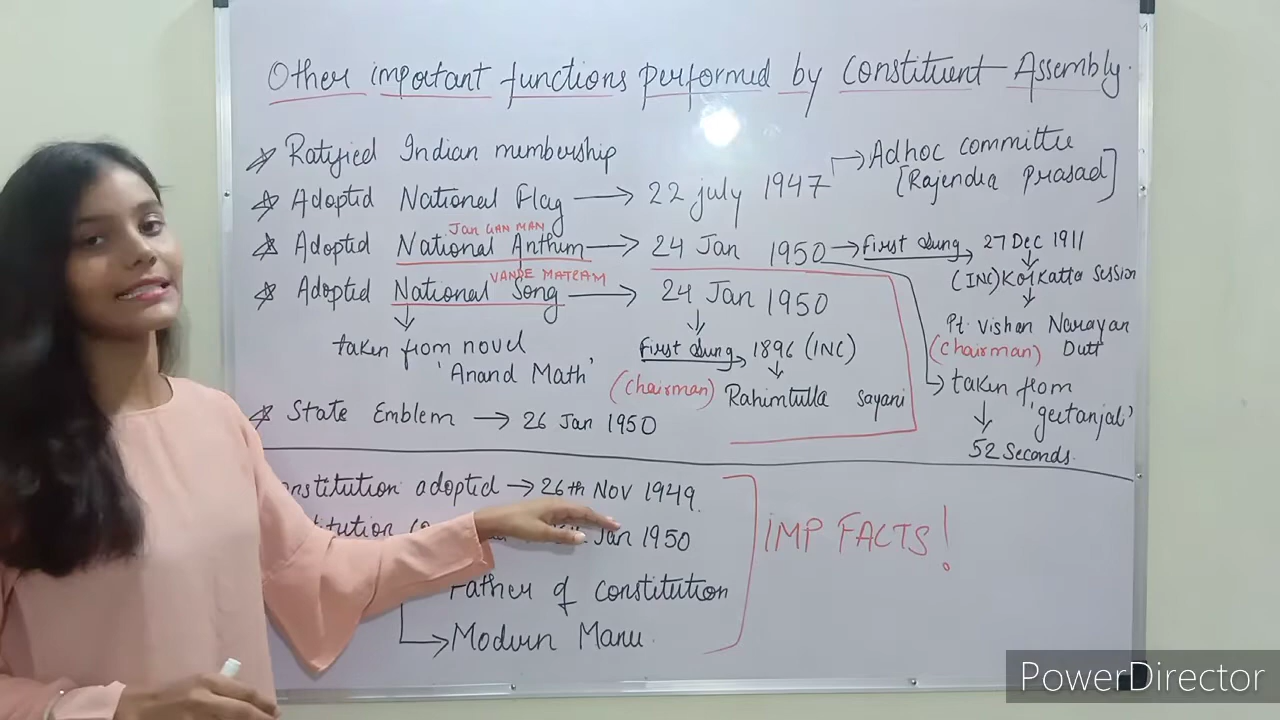 Other important functions performed by Constituent Assembly.
Ratified Indian membership
Adopted National Flag → 22 july 1947 → Adhoc committee
[Rajendra Prasad]
JAN GAN MAN
Adopted National Anthem → 24 Jan 1950 → First Sung → 27 Dec 1911
(INC) Kolkatta Session
Pt. Vishan Narayan
(Chairman) Dutt
taken from
'geetanjal'
52 Seconds.
VANDE MATRAM
Adopted National Song → 24 Jan 1950
taken from novel
'Anand Math'
First Sung → 1896 (INC)
(Chairman) Rahimtulla Sayani
State Emblem → 26 Jan 1950
nstitution adopted → 26th Nov 1949.
titution Jan 1950
Father of constitution
Modern Manu.
IMP FACTS!
PowerDirector